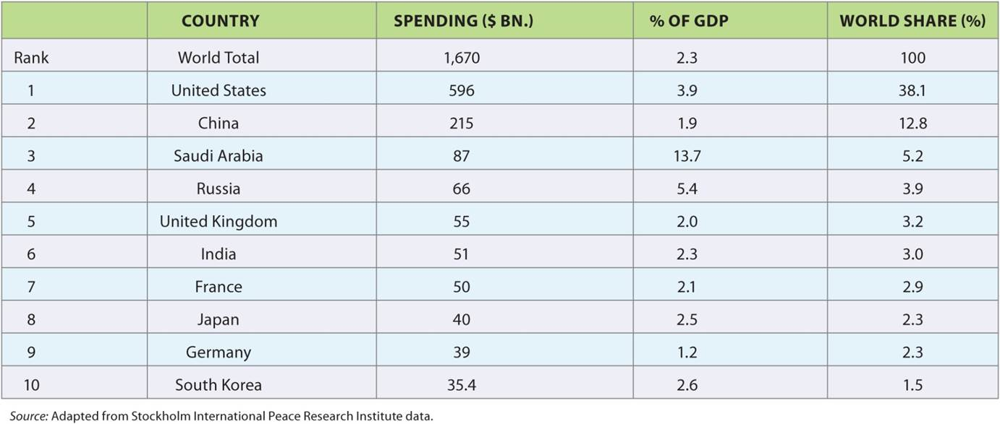 COUNTRY SPENDING ($ BN.) % OF GDP WORLD SHARE (%)
Rank World Total 1,670 2.3 100
1 United States 596 3.9 38.1
2 China 215 1.9 12.8
3 Saudi Arabia 87 13.7 5.2
4 Russia 66 5.4 3.9
5 United Kingdom 55 2.0 3.2
6 India 51 2.3 3.0
7 France 50 2.1 2.9
8 Japan 40 2.5 2.3
9 Germany 39 1.2 2.3
10 South Korea 35.4 2.6 1.5
Source: Adapted from Stockholm International Peace Research Institute data.